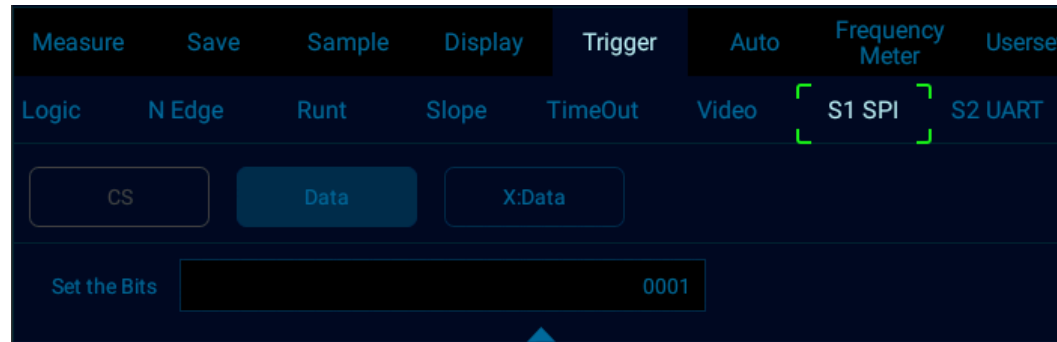 Measure Save Sample Display Trigger Auto Frequency Meter Userse
Logic N Edge Runt Slope TimeOut Video S1 SPI S2 UART
CS Data X:Data
Set the Bits 0001